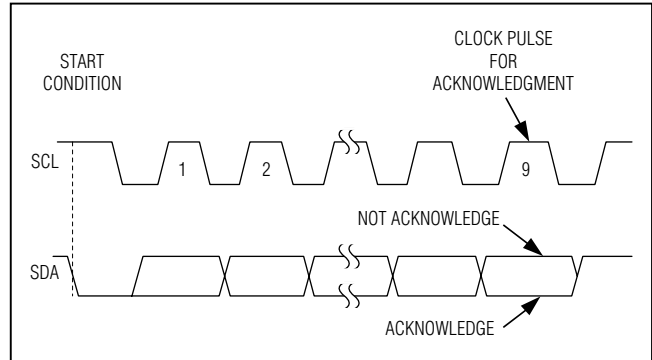 START
CONDITION
CLOCK PULSE
FOR
ACKNOWLEDGMENT
SCL
1
2
9
NOT ACKNOWLEDGE
SDA
ACKNOWLEDGE